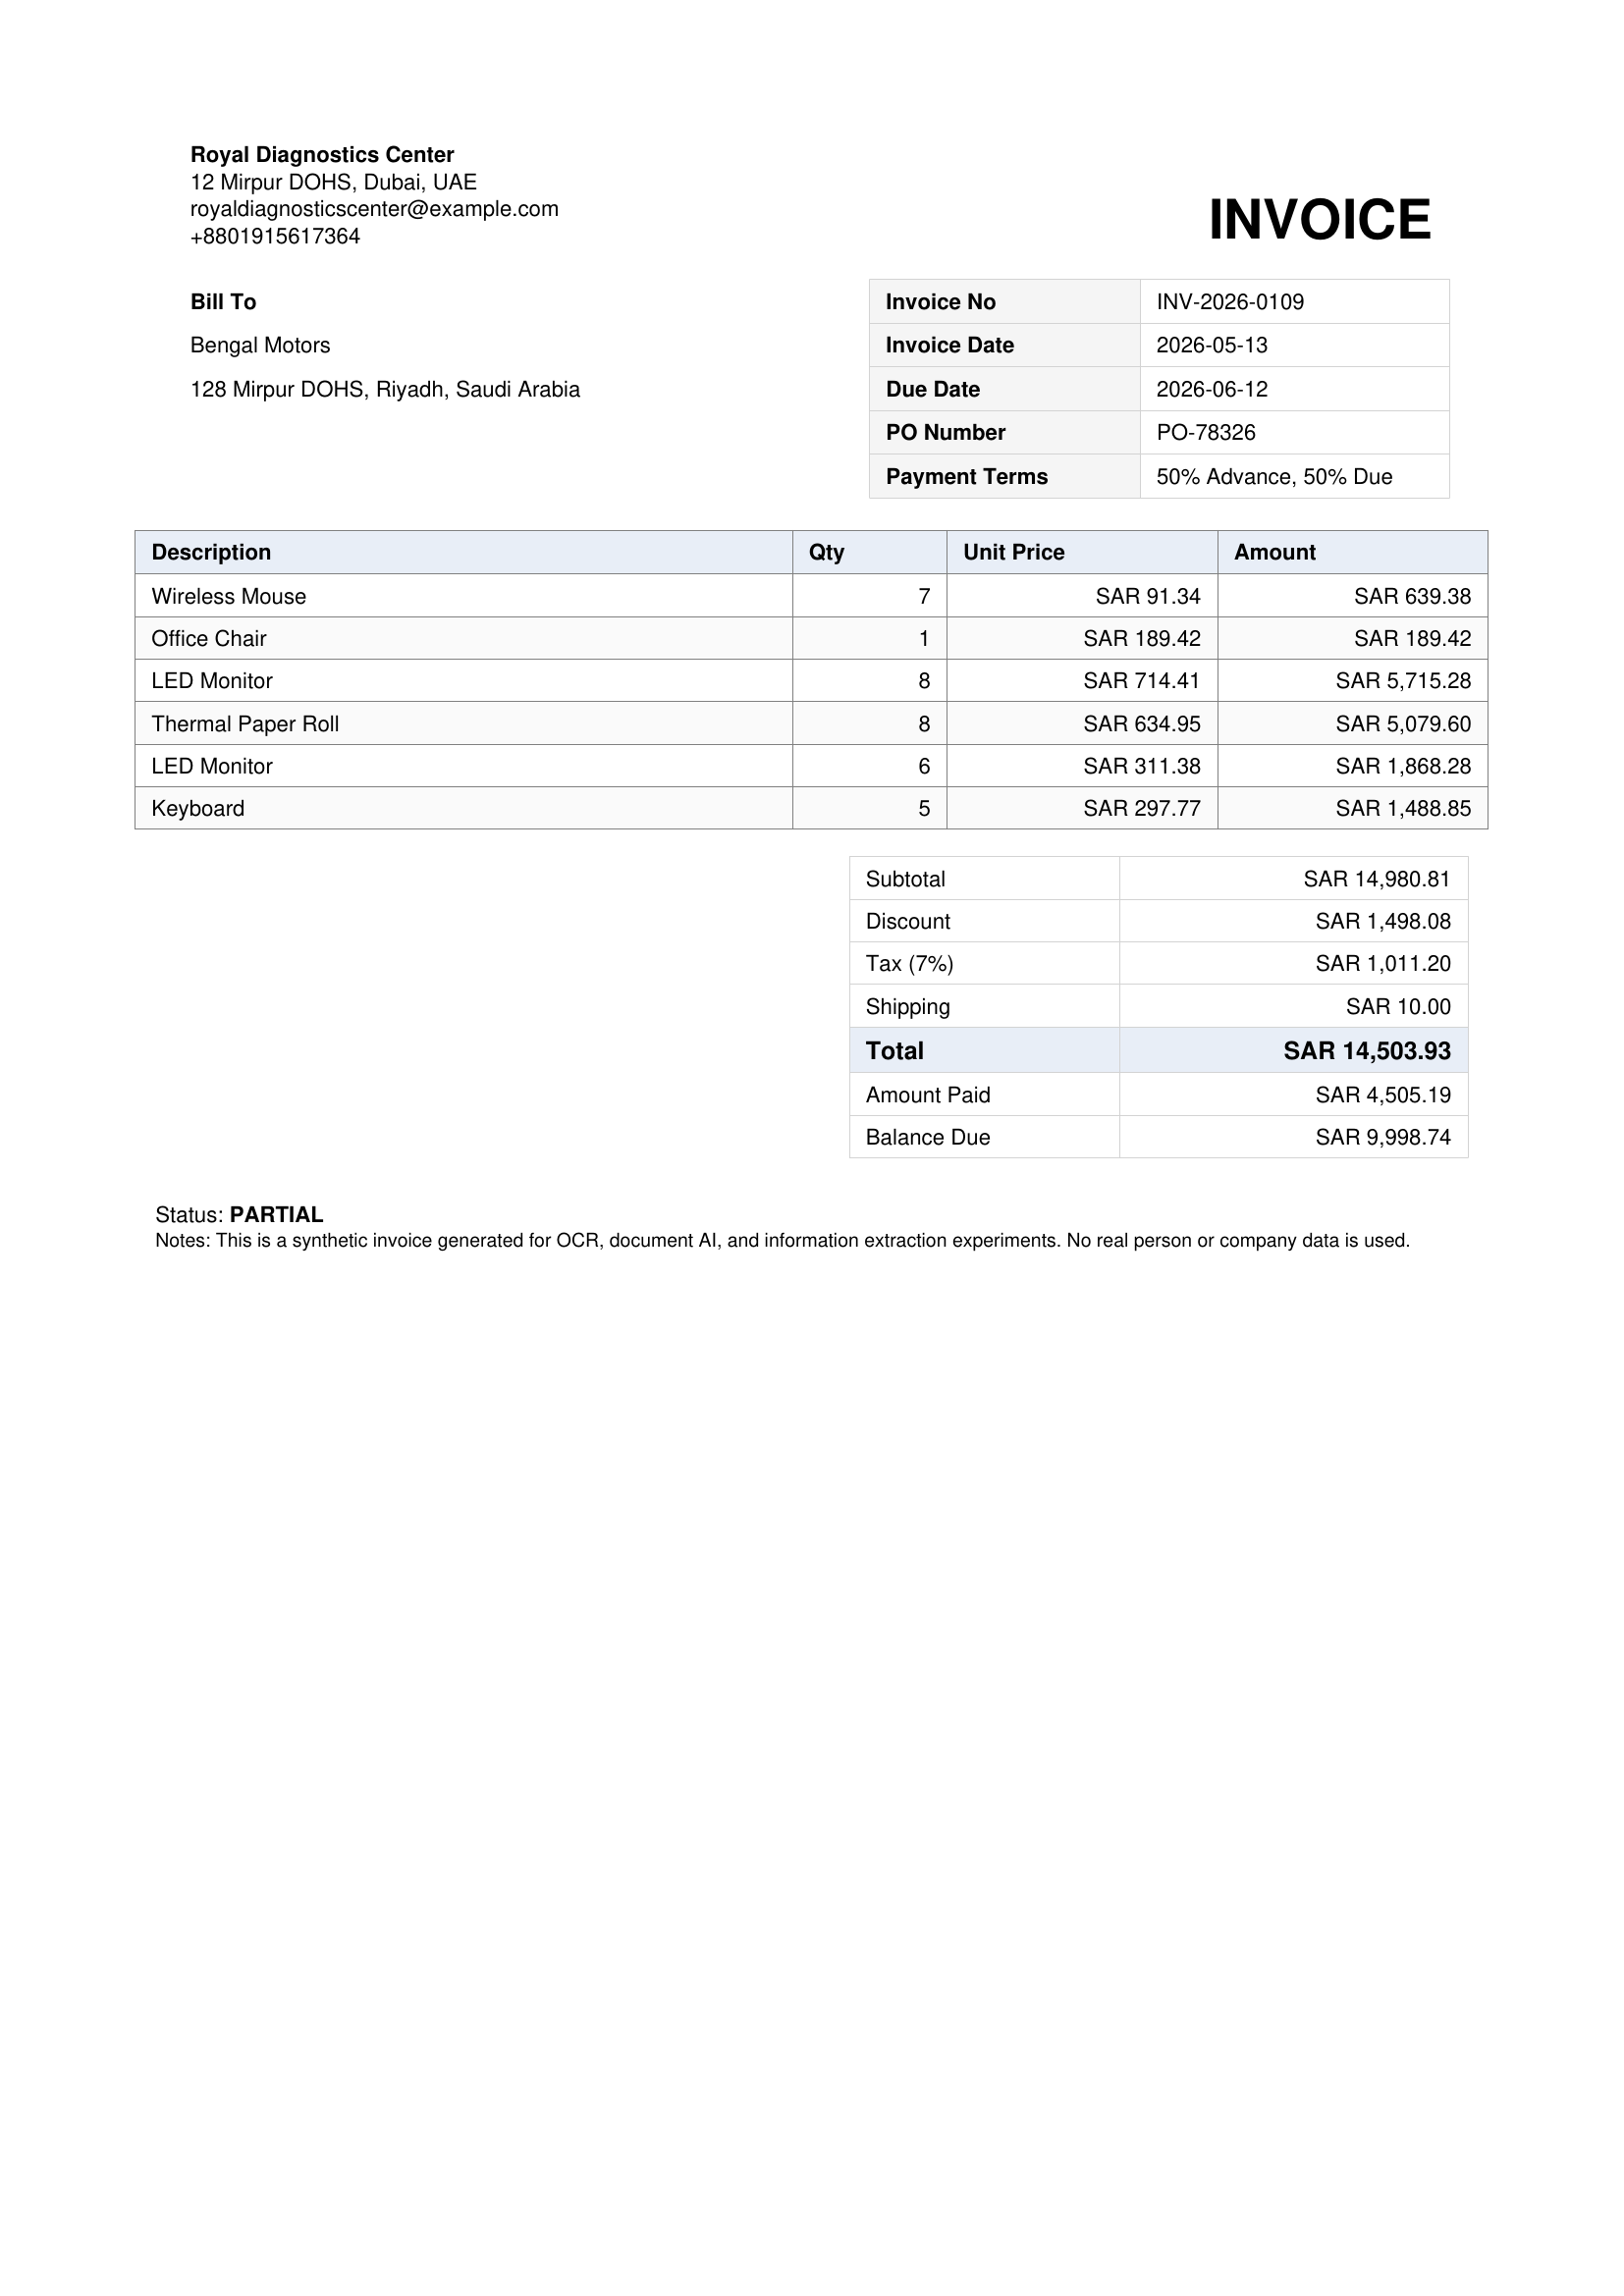 Royal Diagnostics Center
12 Mirpur DOHS, Dubai, UAE
royaldiagnosticscenter@example.com
+8801915617364
INVOICE
Bill To
Bengal Motors
128 Mirpur DOHS, Riyadh, Saudi Arabia
Invoice No INV-2026-0109
Invoice Date 2026-05-13
Due Date 2026-06-12
PO Number PO-78326
Payment Terms 50% Advance, 50% Due
Description Qty Unit Price Amount
Wireless Mouse 7 SAR 91.34 SAR 639.38
Office Chair 1 SAR 189.42 SAR 189.42
LED Monitor 8 SAR 714.41 SAR 5,715.28
Thermal Paper Roll 8 SAR 634.95 SAR 5,079.60
LED Monitor 6 SAR 311.38 SAR 1,868.28
Keyboard 5 SAR 297.77 SAR 1,488.85
Subtotal SAR 14,980.81
Discount SAR 1,498.08
Tax (7%) SAR 1,011.20
Shipping SAR 10.00
Total SAR 14,503.93
Amount Paid SAR 4,505.19
Balance Due SAR 9,998.74
Status: PARTIAL
Notes: This is a synthetic invoice generated for OCR, document AI, and information extraction experiments. No real person or company data is used.